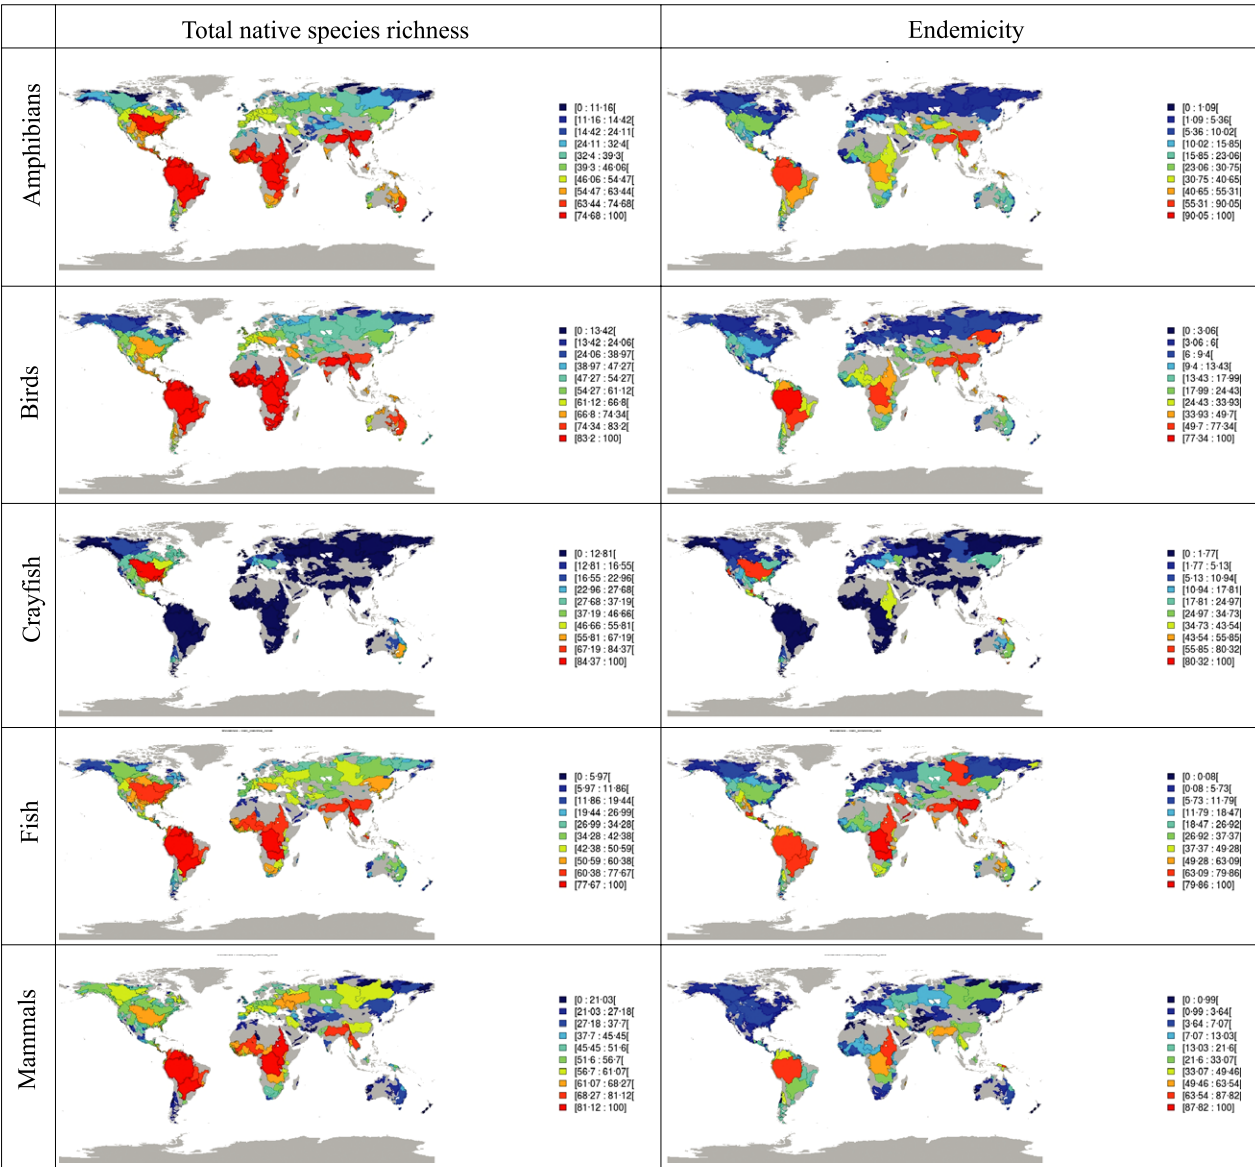 Total native species richness
Endemicity
Amphibians
[0 : 11·16[
[11·16 : 14·42[
[14·42 : 24·11[
[24·11 : 32·4[
[32·4 : 39·3[
[39·3 : 46·06[
[46·06 : 54·47[
[54·47 : 63·44[
[63·44 : 74·68[
[74·68 : 100]
[0 : 1·09[
[1·09 : 5·36[
[5·36 : 10·02[
[10·02 : 15·85[
[15·85 : 23·06[
[23·06 : 30·75[
[30·75 : 40·65[
[40·65 : 55·31[
[55·31 : 90·05[
[90·05 : 100]
Birds
[0 : 13·42[
[13·42 : 24·06[
[24·06 : 38·97[
[38·97 : 47·27[
[47·27 : 54·27[
[54·27 : 61·12[
[61·12 : 66·8[
[66·8 : 74·34[
[74·34 : 83·2[
[83·2 : 100]
[0 : 3·06[
[3·06 : 6[
[6 : 9·4[
[9·4 : 13·43[
[13·43 : 17·99[
[17·99 : 24·43[
[24·43 : 33·93[
[33·93 : 49·7[
[49·7 : 77·34[
[77·34 : 100]
Crayfish
[0 : 12·81[
[12·81 : 16·55[
[16·55 : 22·96[
[22·96 : 27·68[
[27·68 : 37·19[
[37·19 : 46·66[
[46·66 : 55·81[
[55·81 : 67·19[
[67·19 : 84·37[
[84·37 : 100]
[0 : 1·77[
[1·77 : 5·13[
[5·13 : 10·94[
[10·94 : 17·81[
[17·81 : 24·97[
[24·97 : 34·73[
[34·73 : 43·54[
[43·54 : 55·85[
[55·85 : 80·32[
[80·32 : 100]
Fish
[0 : 5·97[
[5·97 : 11·86[
[11·86 : 19·44[
[19·44 : 26·99[
[26·99 : 34·28[
[34·28 : 42·38[
[42·38 : 50·59[
[50·59 : 60·38[
[60·38 : 77·67[
[77·67 : 100]
[0 : 0·08[
[0·08 : 5·73[
[5·73 : 11·79[
[11·79 : 18·47[
[18·47 : 26·92[
[26·92 : 37·37[
[37·37 : 49·28[
[49·28 : 63·09[
[63·09 : 79·86[
[79·86 : 100]
Mammals
[0 : 21·03[
[21·03 : 27·18[
[27·18 : 37·7[
[37·7 : 45·45[
[45·45 : 51·6[
[51·6 : 56·7[
[56·7 : 61·07[
[61·07 : 68·27[
[68·27 : 81·12[
[81·12 : 100]
[0 : 0·99[
[0·99 : 3·64[
[3·64 : 7·07[
[7·07 : 13·03[
[13·03 : 21·6[
[21·6 : 33·07[
[33·07 : 49·46[
[49·46 : 63·54[
[63·54 : 87·82[
[87·82 : 100]